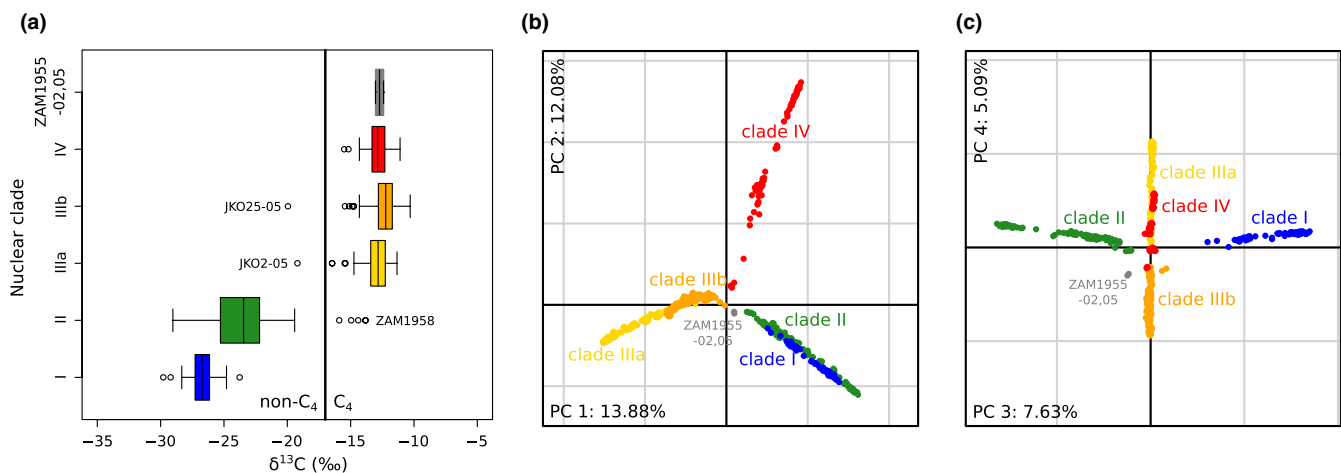 (a)
Nuclear clade
ZAM1955
-02,05
IV
IIIb
IIIa
II
I
JKO25-05
JKO2-05
ZAM1958
non-C4
C4
−35
−30
−25
−20
−15
−10
−5
δ13C (‰)
(b)
PC 2: 12.08%
clade IV
clade IIIb
ZAM1955
-02,05
clade II
clade IIIa
clade I
PC 1: 13.88%
(c)
PC 4: 5.09%
clade IIIa
clade II
clade IV
clade I
ZAM1955
-02,05
clade IIIb
PC 3: 7.63%